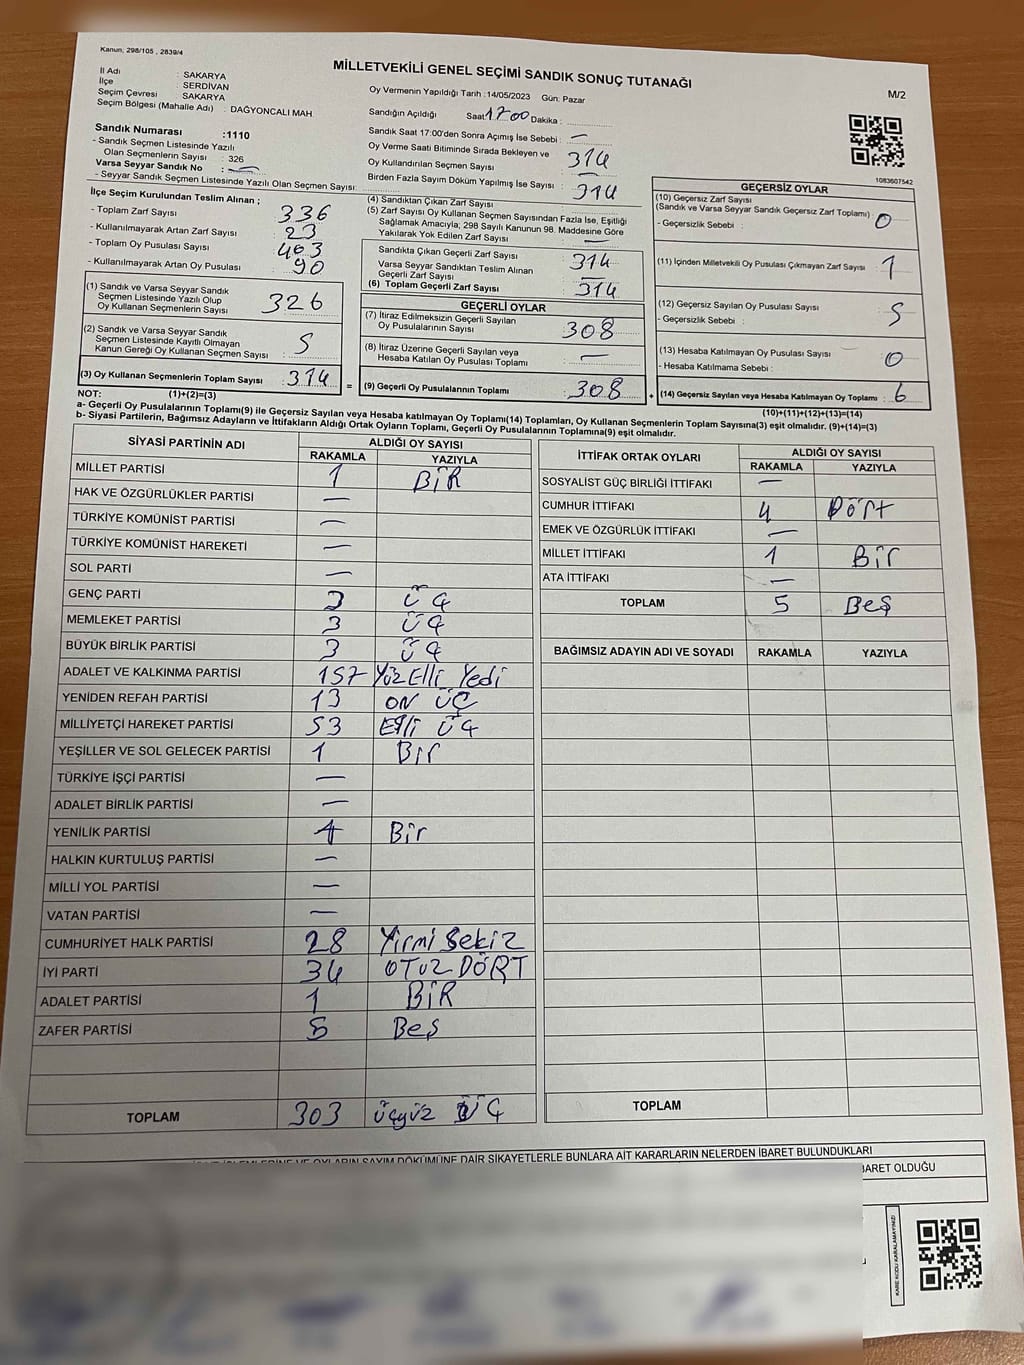 Kanun; 298/105 , 2839/4
MİLLETVEKİLİ GENEL SEÇİMİ SANDIK SONUÇ TUTANAĞI
M/2
İl Adı : SAKARYA
İlçe : SERDİVAN
Seçim Çevresi : SAKARYA
Seçim Bölgesi (Mahalle Adı) : DAĞYONCALI MAH
Sandık Numarası :1110
- Sandık Seçmen Listesinde Yazılı
Olan Seçmenlerin Sayısı : 326
Varsa Seyyar Sandık No : —
- Seyyar Sandık Seçmen Listesinde Yazılı Olan Seçmen Sayısı:
Oy Vermenin Yapıldığı Tarih :14/05/2023 Gün: Pazar
Sandığın Açıldığı Saat 17 00 Dakika :
Sandık Saat 17:00'den Sonra Açımış İse Sebebi : —
Oy Verme Saati Bitiminde Sırada Bekleyen ve
Oy Kullandırılan Seçmen Sayısı : 314
Birden Fazla Sayım Döküm Yapılmış İse Sayısı :
(4) Sandıktan Çıkan Zarf Sayısı : 314
(5) Zarf Sayısı Oy Kullanan Seçmen Sayısından Fazla İse, Eşitliği
Sağlamak Amacıyla; 298 Sayılı Kanunun 98. Maddesine Göre
Yakılarak Yok Edilen Zarf Sayısı : —
İlçe Seçim Kurulundan Teslim Alınan ;
- Toplam Zarf Sayısı : 336
- Kullanılmayarak Artan Zarf Sayısı : 23
- Toplam Oy Pusulası Sayısı : 403
- Kullanılmayarak Artan Oy Pusulası : 90
(1) Sandık ve Varsa Seyyar Sandık
Seçmen Listesinde Yazılı Olup
Oy Kullanan Seçmenlerin Sayısı : 326
(2) Sandık ve Varsa Seyyar Sandık
Seçmen Listesinde Kayıtlı Olmayan
Kanun Gereği Oy Kullanan Seçmen Sayısı : 5
(3) Oy Kullanan Seçmenlerin Toplam Sayısı : 314 =
Sandıkta Çıkan Geçerli Zarf Sayısı : 314
Varsa Seyyar Sandıktan Teslim Alınan
Geçerli Zarf Sayısı : —
(6) Toplam Geçerli Zarf Sayısı : 314
GEÇERLİ OYLAR
(7) İtiraz Edilmeksizin Geçerli Sayılan
Oy Pusulalarının Sayısı : 308
(8) İtiraz Üzerine Geçerli Sayılan veya
Hesaba Katılan Oy Pusulası Toplamı : —
(9) Geçerli Oy Pusulalarının Toplamı : 308 +
1083607542
GEÇERSİZ OYLAR
(10) Geçersiz Zarf Sayısı
(Sandık ve Varsa Seyyar Sandık Geçersiz Zarf Toplamı) : 0
- Geçersizlik Sebebi :
(11) İçinden Milletvekili Oy Pusulası Çıkmayan Zarf Sayısı : 1
(12) Geçersiz Sayılan Oy Pusulası Sayısı : 5
- Geçersizlik Sebebi :
(13) Hesaba Katılmayan Oy Pusulası Sayısı : 0
- Hesaba Katılmama Sebebi :
(14) Geçersiz Sayılan veya Hesaba Katılmayan Oy Toplamı : 6
NOT: (1)+(2)=(3)
(10)+(11)+(12)+(13)=(14)
a- Geçerli Oy Pusulalarının Toplamı(9) ile Geçersiz Sayılan veya Hesaba katılmayan Oy Toplamı(14) Toplamları, Oy Kullanan Seçmenlerin Toplam Sayısına(3) eşit olmalıdır. (9)+(14)=(3)
b- Siyasi Partilerin, Bağımsız Adayların ve İttifakların Aldığı Ortak Oyların Toplamı, Geçerli Oy Pusulalarının Toplamına(9) eşit olmalıdır.
SİYASİ PARTİNİN ADI ALDIĞI OY SAYISI
RAKAMLA YAZIYLA
MİLLET PARTİSİ 1 BİR
HAK VE ÖZGÜRLÜKLER PARTİSİ —
TÜRKİYE KOMÜNİST PARTİSİ —
TÜRKİYE KOMÜNİST HAREKETİ —
SOL PARTİ —
GENÇ PARTİ 3 ÜÇ
MEMLEKET PARTİSİ 3 ÜÇ
BÜYÜK BİRLİK PARTİSİ 3 ÜÇ
ADALET VE KALKINMA PARTİSİ 157 Yüz Elli Yedi
YENİDEN REFAH PARTİSİ 13 ON ÜÇ
MİLLİYETÇİ HAREKET PARTİSİ 53 Elli ÜÇ
YEŞİLLER VE SOL GELECEK PARTİSİ 1 Bir
TÜRKİYE İŞÇİ PARTİSİ —
ADALET BİRLİK PARTİSİ —
YENİLİK PARTİSİ 1 Bir
HALKIN KURTULUŞ PARTİSİ —
MİLLİ YOL PARTİSİ —
VATAN PARTİSİ —
CUMHURİYET HALK PARTİSİ 28 Yirmi Sekiz
İYİ PARTİ 34 OTUZ DÖRT
ADALET PARTİSİ 1 BİR
ZAFER PARTİSİ 5 Beş
TOPLAM 303 Üçyüz ÜÇ
İTTİFAK ORTAK OYLARI ALDIĞI OY SAYISI
RAKAMLA YAZIYLA
SOSYALİST GÜÇ BİRLİĞİ İTTİFAKI —
CUMHUR İTTİFAKI 4 Dört
EMEK VE ÖZGÜRLÜK İTTİFAKI —
MİLLET İTTİFAKI 1 Bir
ATA İTTİFAKI —
TOPLAM 5 Beş
BAĞIMSIZ ADAYIN ADI VE SOYADI RAKAMLA YAZIYLA
TOPLAM
İŞLEMLERİNE VE OYLARIN SAYIM DÖKÜMÜNE DAİR ŞİKAYETLERLE BUNLARA AİT KARARLARIN NELERDEN İBARET BULUNDUKLARI
İBARET OLDUĞU
KARE KODU KARALAMAYINIZ!